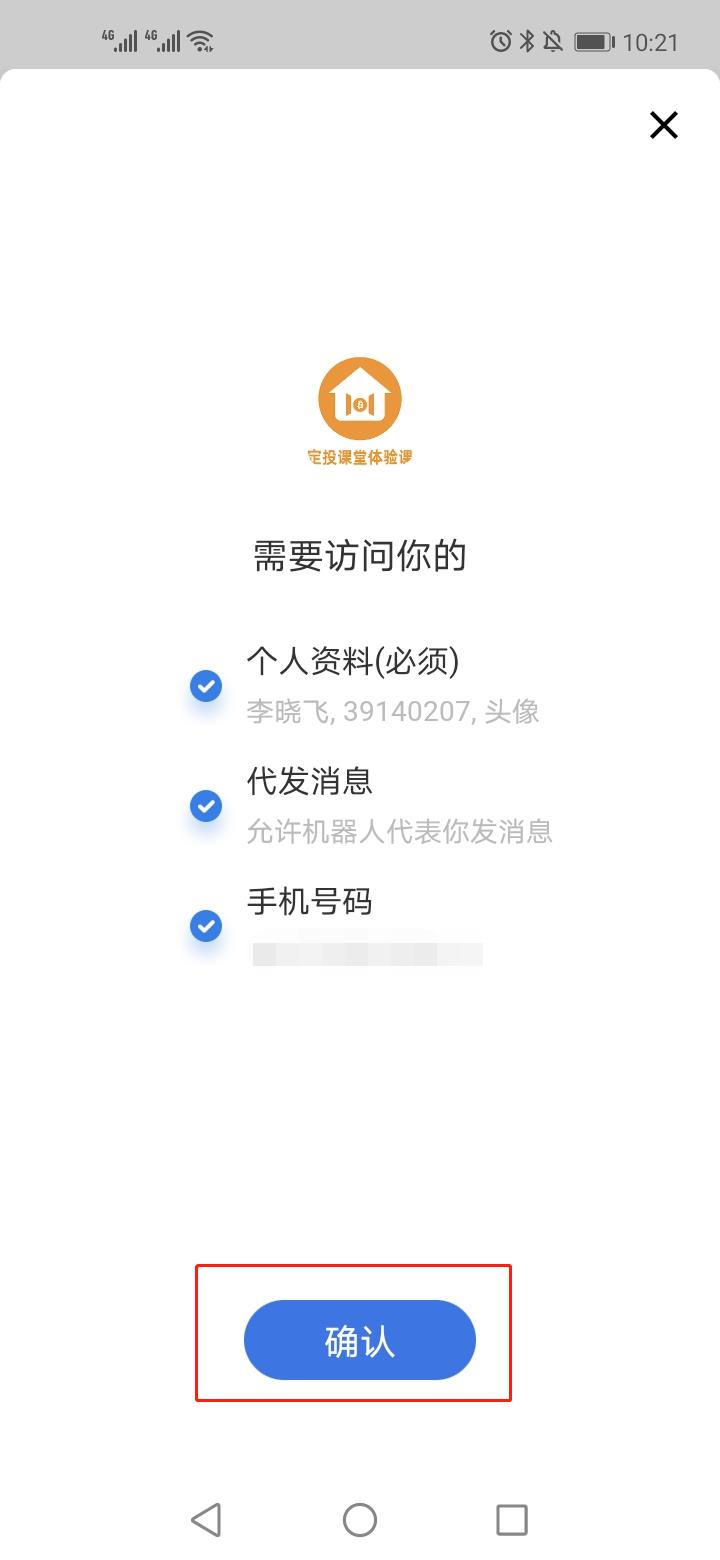 4G 4G 10:21
定投课堂体验课
需要访问你的
个人资料(必须)
李晓飞, 39140207, 头像
代发消息
允许机器人代表你发消息
手机号码
确认